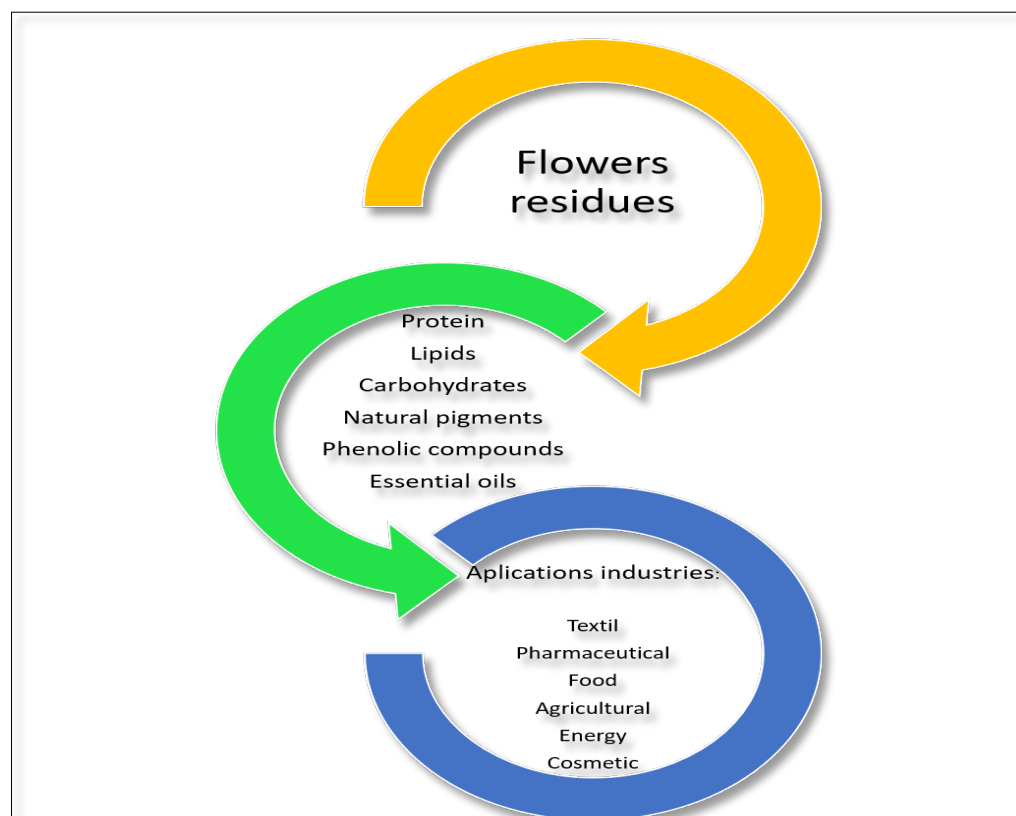 Flowers
residues
Protein
Lipids
Carbohydrates
Natural pigments
Phenolic compounds
Essential oils
Aplications industries:
Textil
Pharmaceutical
Food
Agricultural
Energy
Cosmetic